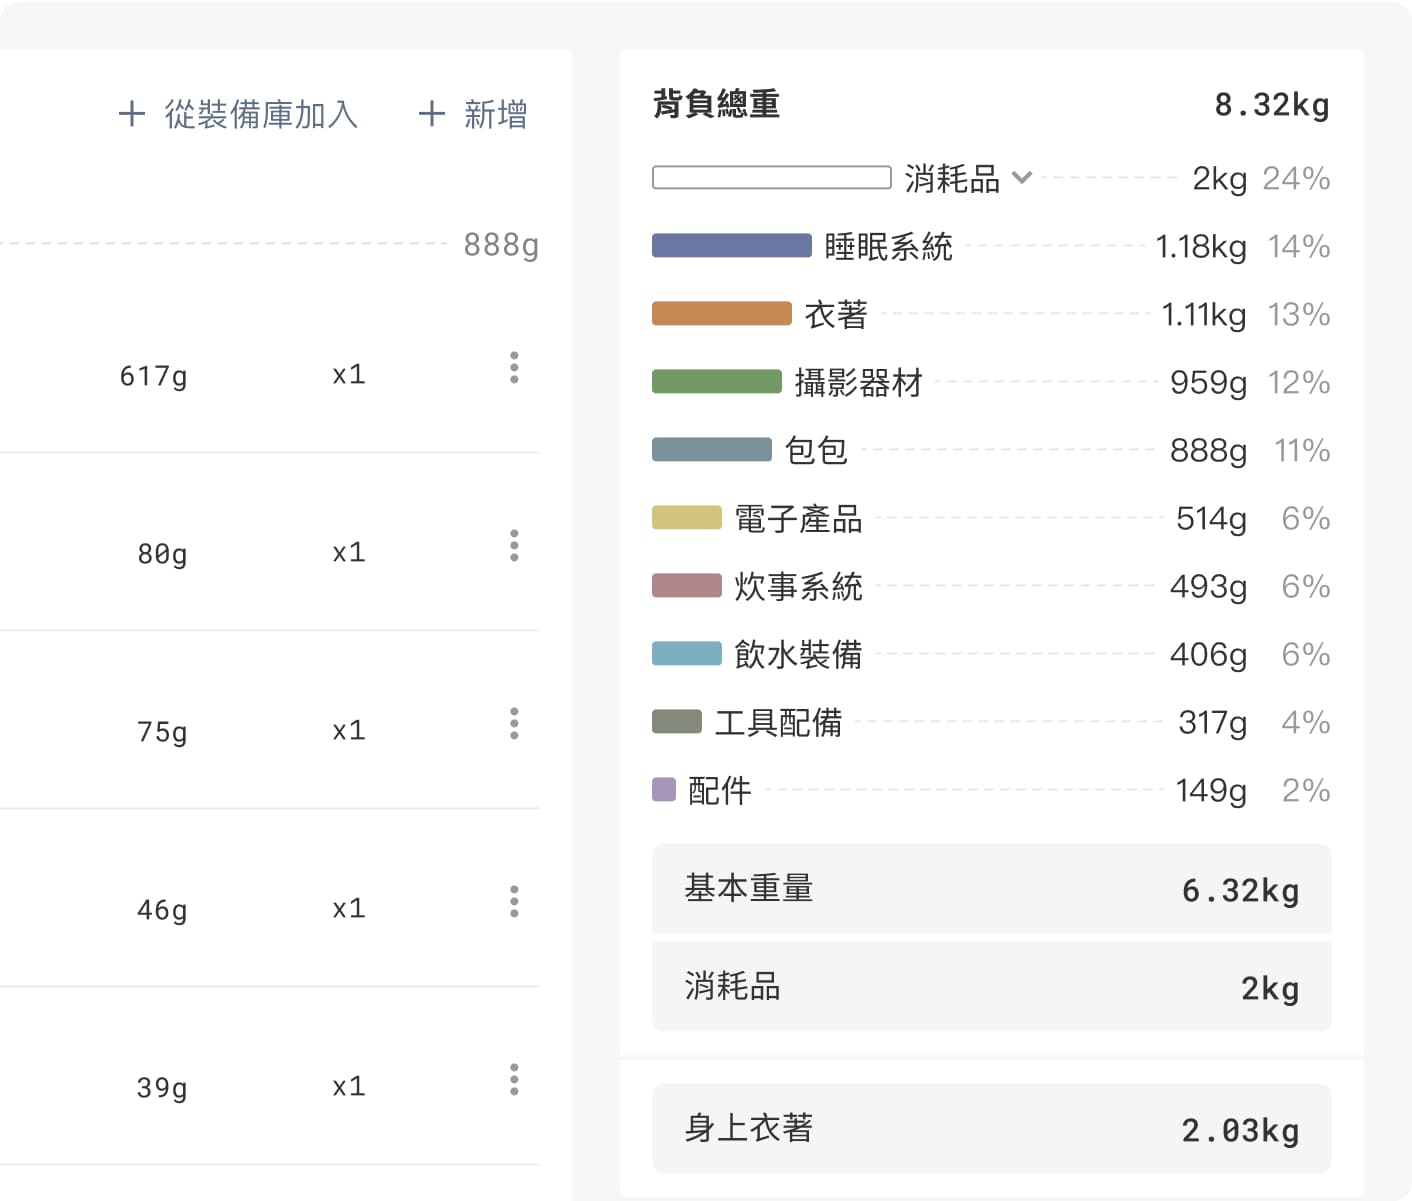 從裝備庫加入 新增
888g
617g x1
80g x1
75g x1
46g x1
39g x1
背負總重 8.32kg
消耗品 2kg 24%
睡眠系統 1.18kg 14%
衣著 1.11kg 13%
攝影器材 959g 12%
包包 888g 11%
電子產品 514g 6%
炊事系統 493g 6%
飲水裝備 406g 6%
工具配備 317g 4%
配件 149g 2%
基本重量 6.32kg
消耗品 2kg
身上衣著 2.03kg